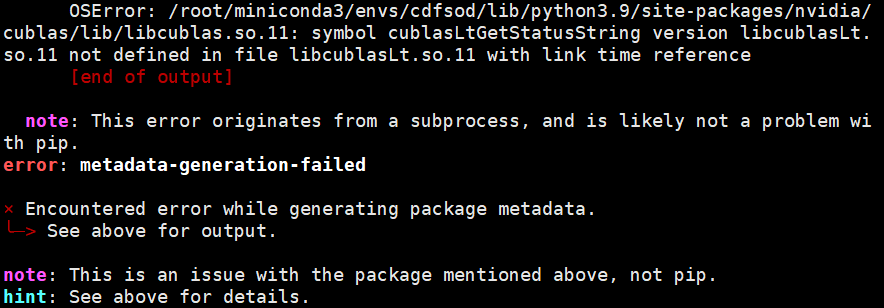 OSError: /root/miniconda3/envs/cdfsod/lib/python3.9/site-packages/nvidia/
cublas/lib/libcublas.so.11: symbol cublasLtGetStatusString version libcublasLt.
so.11 not defined in file libcublasLt.so.11 with link time reference
[end of output]
note: This error originates from a subprocess, and is likely not a problem wi
th pip.
error: metadata-generation-failed
× Encountered error while generating package metadata.
╰─> See above for output.
note: This is an issue with the package mentioned above, not pip.
hint: See above for details.